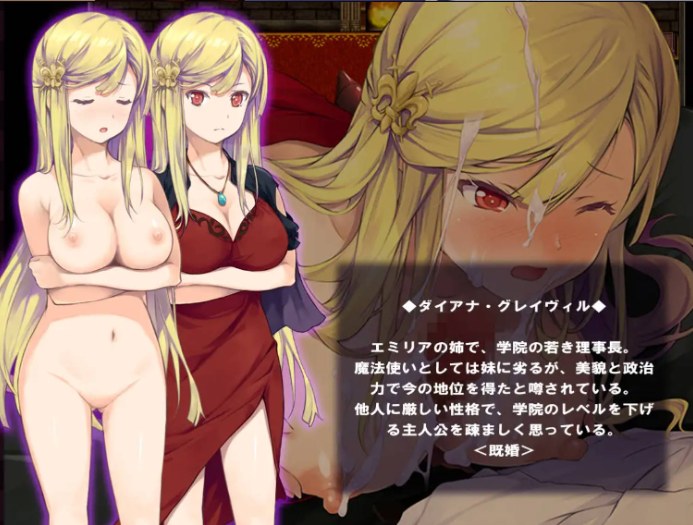 ◆ダイアナ・グレイヴィル◆
エミリアの姉で、学院の若き理事長。
魔法使いとしては妹に劣るが、美貌と政治
力で今の地位を得たと噂されている。
他人に厳しい性格で、学院のレベルを下げ
る主人公を疎ましく思っている。
＜既婚＞